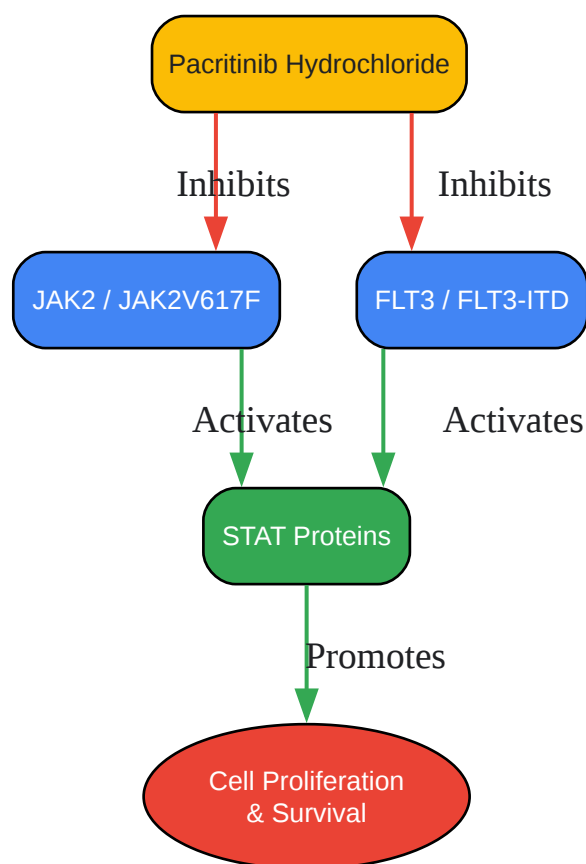 Pacritinib Hydrochloride
Inhibits
Inhibits
JAK2 / JAK2V617F
FLT3 / FLT3-ITD
Activates
Activates
STAT Proteins
Promotes
Cell Proliferation
& Survival